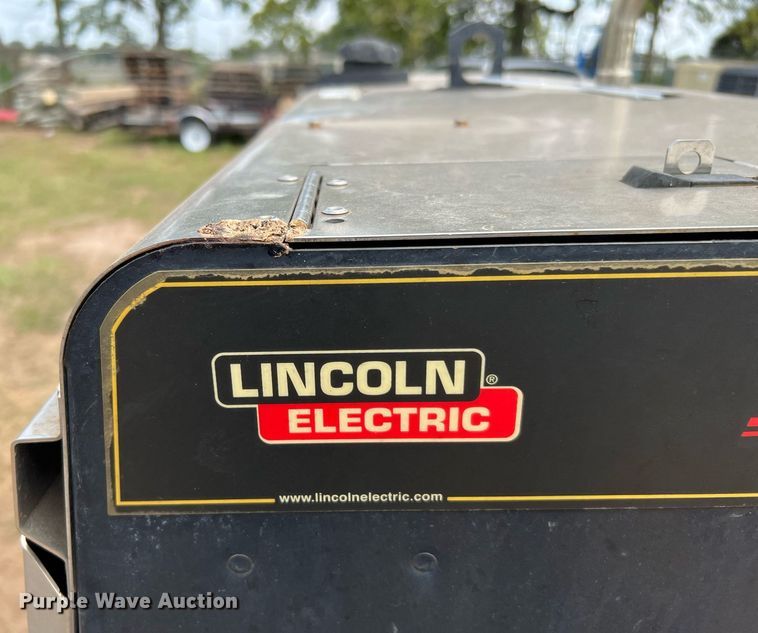 LINCOLN®
ELECTRIC
www.lincolnelectric.com
Purple Wave Auction